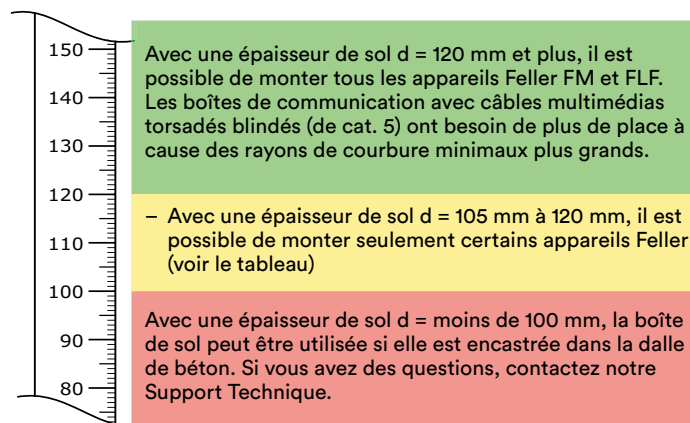 150
140
130
120
110
100
90
80
Avec une épaisseur de sol d = 120 mm et plus, il est
possible de monter tous les appareils Feller FM et FLF.
Les boîtes de communication avec câbles multimédias
torsadés blindés (de cat. 5) ont besoin de plus de place à
cause des rayons de courbure minimaux plus grands.
– Avec une épaisseur de sol d = 105 mm à 120 mm, il est
possible de monter seulement certains appareils Feller
(voir le tableau)
Avec une épaisseur de sol d = moins de 100 mm, la boîte
de sol peut être utilisée si elle est encastrée dans la dalle
de béton. Si vous avez des questions, contactez notre
Support Technique.